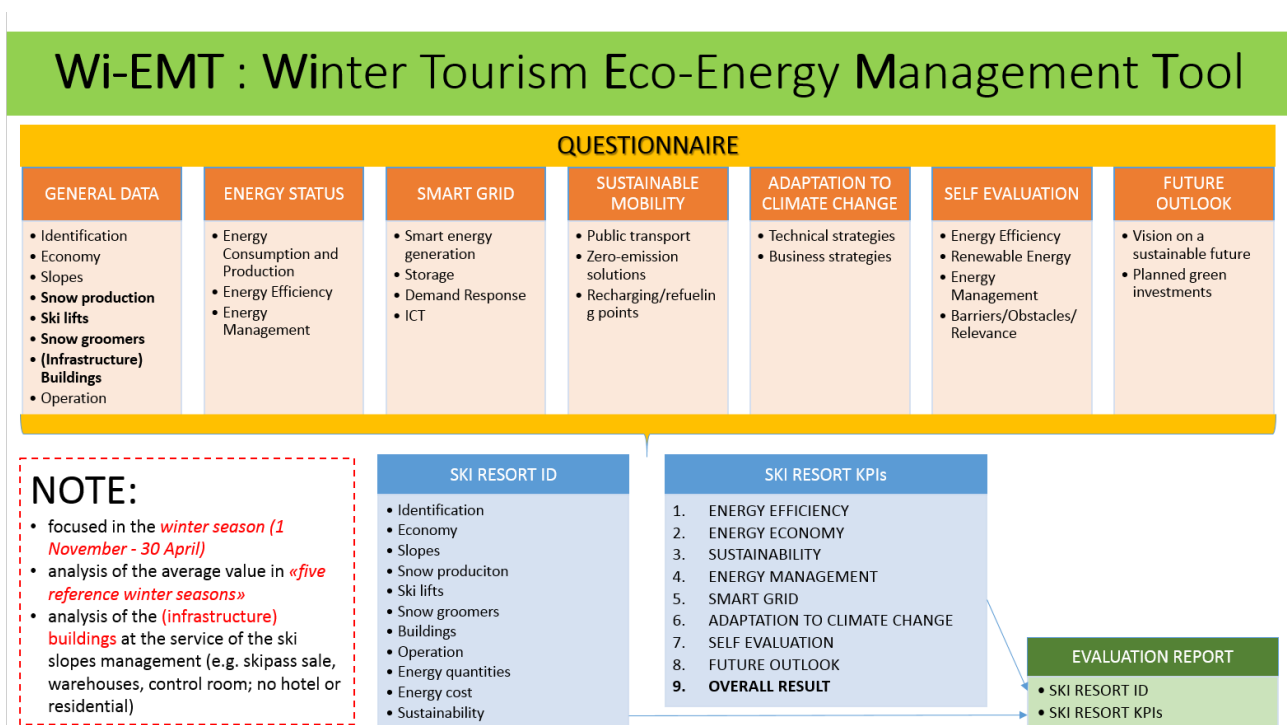 Wi-EMT : Winter Tourism Eco-Energy Management Tool
QUESTIONNAIRE
GENERAL DATA
• Identification
• Economy
• Slopes
• Snow production
• Ski lifts
• Snow groomers
• (Infrastructure)
Buildings
• Operation
ENERGY STATUS
• Energy
Consumption and
Production
• Energy Efficiency
• Energy
Management
SMART GRID
• Smart energy
generation
• Storage
• Demand Response
• ICT
SUSTAINABLE
MOBILITY
• Public transport
• Zero-emission
solutions
• Recharging/refuelin
g points
ADAPTATION TO
CLIMATE CHANGE
• Technical strategies
• Business strategies
SELF EVALUATION
• Energy Efficiency
• Renewable Energy
• Energy
Management
• Barriers/Obstacles/
Relevance
FUTURE
OUTLOOK
• Vision on a
sustainable future
• Planned green
investments
NOTE:
• focused in the winter season (1
November - 30 April)
• analysis of the average value in «five
reference winter seasons»
• analysis of the (infrastructure)
buildings at the service of the ski
slopes management (e.g. skipass sale,
warehouses, control room; no hotel or
residential)
SKI RESORT ID
• Identification
• Economy
• Slopes
• Snow produciton
• Ski lifts
• Snow groomers
• Buildings
• Operation
• Energy quantities
• Energy cost
• Sustainability
SKI RESORT KPIs
1. ENERGY EFFICIENCY
2. ENERGY ECONOMY
3. SUSTAINABILITY
4. ENERGY MANAGEMENT
5. SMART GRID
6. ADAPTATION TO CLIMATE CHANGE
7. SELF EVALUATION
8. FUTURE OUTLOOK
9. OVERALL RESULT
EVALUATION REPORT
• SKI RESORT ID
• SKI RESORT KPIs